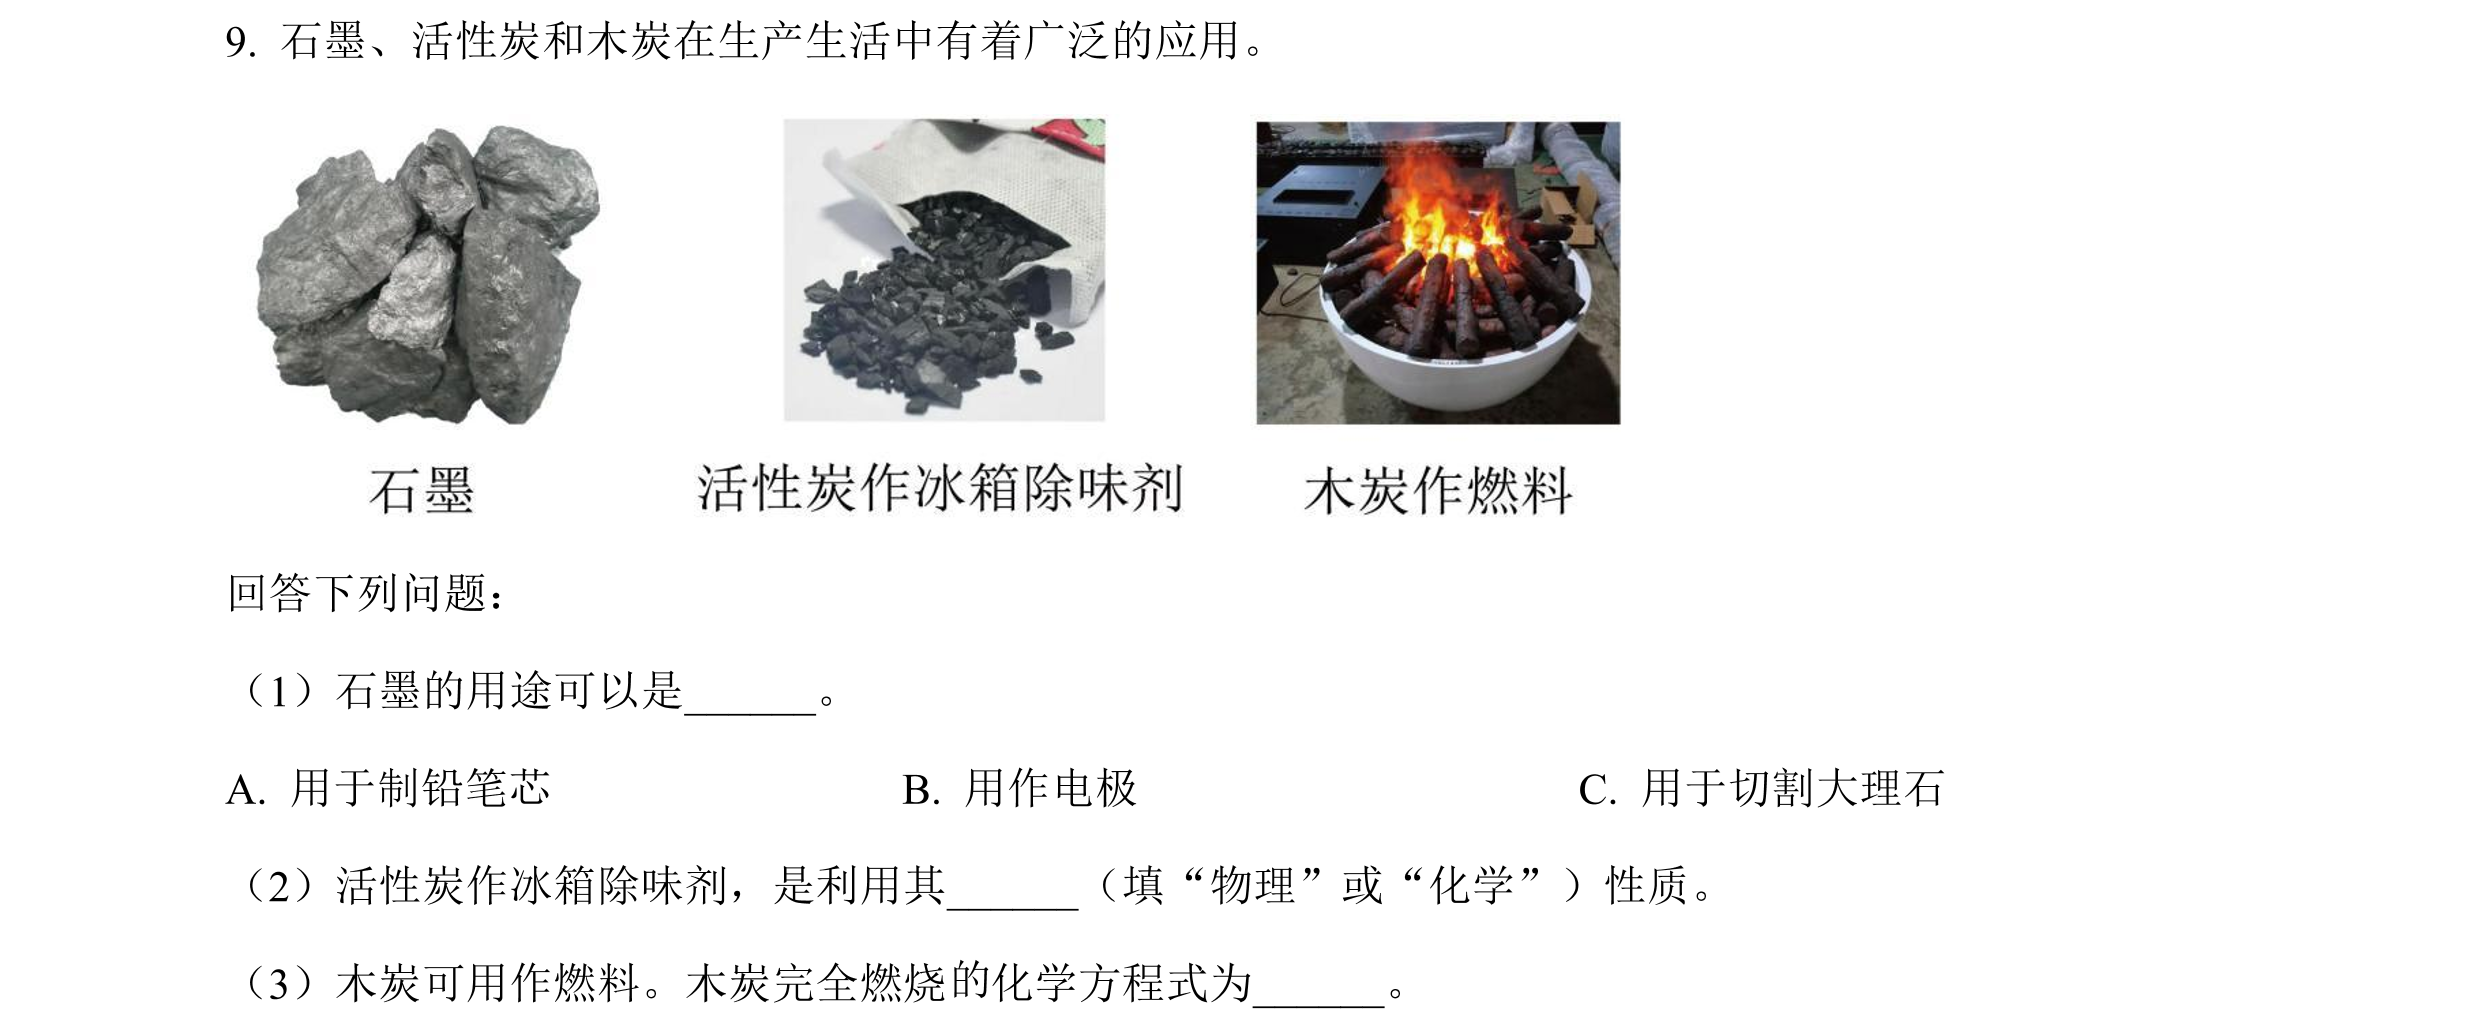 9. 石墨、活性炭和木炭在生产生活中有着广泛的应用。
石墨 活性炭作冰箱除味剂 木炭作燃料
回答下列问题：
（1）石墨的用途可以是______。
A. 用于制铅笔芯 B. 用作电极 C. 用于切割大理石
（2）活性炭作冰箱除味剂，是利用其______（填“物理”或“化学”）性质。
（3）木炭可用作燃料。木炭完全燃烧的化学方程式为______。